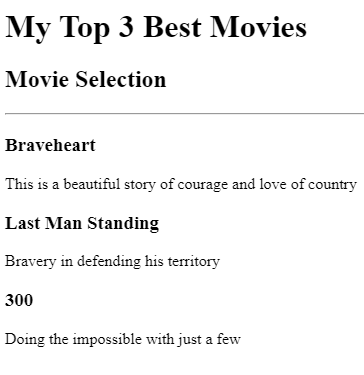 My Top 3 Best Movies
Movie Selection
Braveheart
This is a beautiful story of courage and love of country
Last Man Standing
Bravery in defending his territory
300
Doing the impossible with just a few